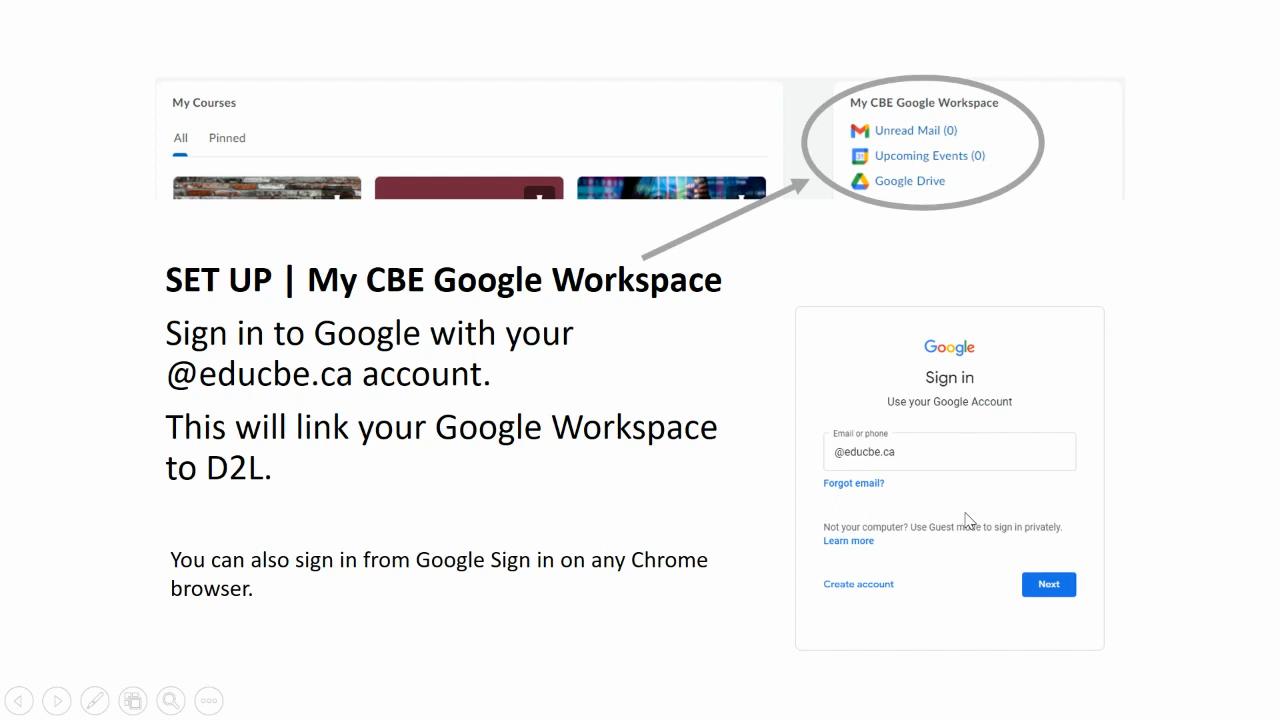 My Courses
All Pinned
My CBE Google Workspace
Unread Mail (0)
31
Upcoming Events (0)
Google Drive
SET UP | My CBE Google Workspace
Sign in to Google with your
@educbe.ca account.
This will link your Google Workspace
to D2L.
You can also sign in from Google Sign in on any Chrome
browser.
Google
Sign in
Use your Google Account
Email or phone
@educbe.ca
Forgot email?
Not your computer? Use Guest mode to sign in privately.
Learn more
Create account
Next